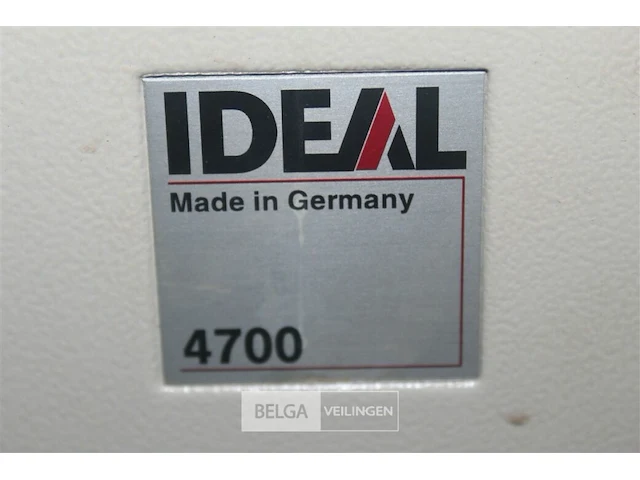 IDEAL
Made in Germany
4700
BELGA VEILINGEN